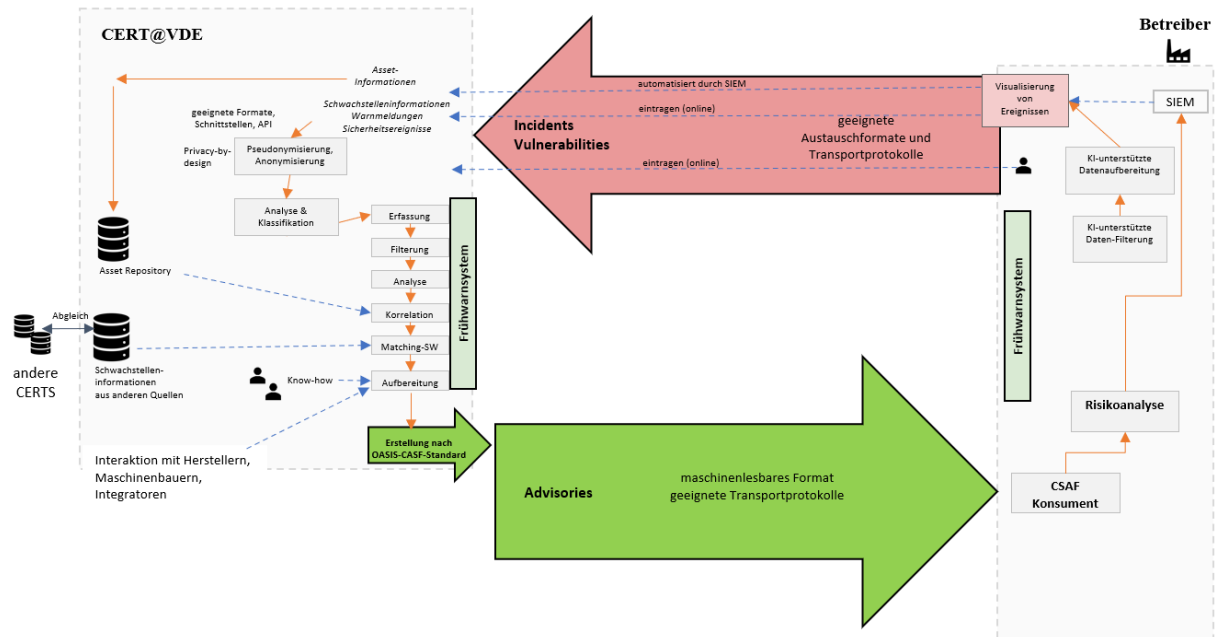 CERT@VDE
Betreiber
Asset-
Informationen
Schwachstelleninformationen
Warnmeldungen
Sicherheitsereignisse
geeignete Formate,
Schnittstellen, API
Privacy-by-
design
Pseudonymisierung,
Anonymisierung
Analyse &
Klassifikation
Erfassung
Filterung
Analyse
Korrelation
Matching-SW
Aufbereitung
Frühwarnsystem
Asset Repository
Abgleich
andere
CERTS
Schwachstellen-
informationen
aus anderen Quellen
Know-how
Interaktion mit Herstellern,
Maschinenbauern,
Integratoren
Erstellung nach
OASIS-CASF-Standard
automatisiert durch SIEM
eintragen (online)
Incidents
Vulnerabilities
geeignete
Austauschformate und
Transportprotokolle
eintragen (online)
Advisories
maschinenlesbares Format
geeignete Transportprotokolle
Visualisierung
von
Ereignissen
SIEM
KI-unterstützte
Datenaufbereitung
KI-unterstützte
Daten-Filterung
Frühwarnsystem
Risikoanalyse
CSAF
Konsument